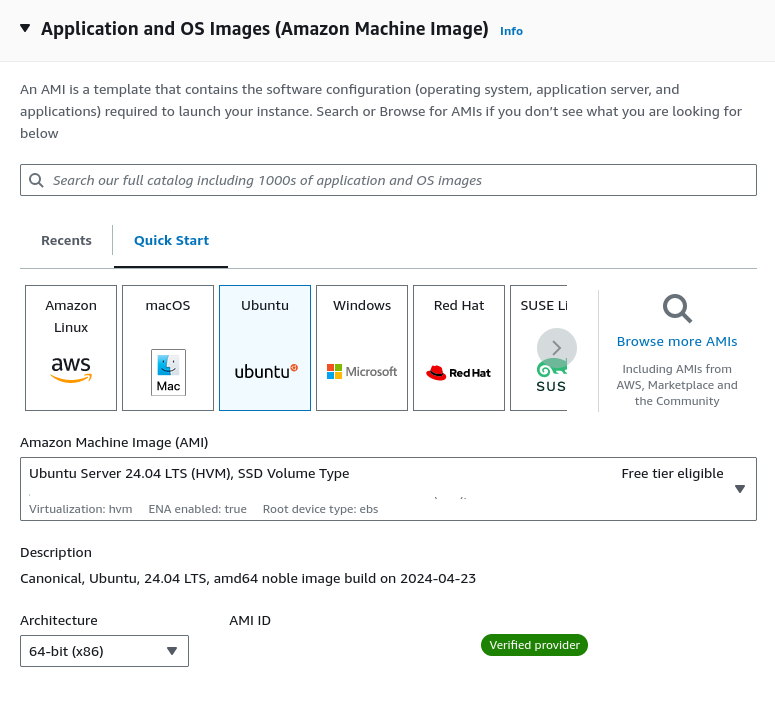 Application and OS Images (Amazon Machine Image) Info
An AMI is a template that contains the software configuration (operating system, application server, and
applications) required to launch your instance. Search or Browse for AMIs if you don’t see what you are looking for
below
Search our full catalog including 1000s of application and OS images
Recents
Quick Start
Amazon
Linux
aws
macOS
Mac
Ubuntu
ubuntu
Windows
Microsoft
Red Hat
Red Hat
SUSE Li
SUS
Browse more AMIs
Including AMIs from
AWS, Marketplace and
the Community
Amazon Machine Image (AMI)
Ubuntu Server 24.04 LTS (HVM), SSD Volume Type
Free tier eligible
Virtualization: hvm ENA enabled: true Root device type: ebs
Description
Canonical, Ubuntu, 24.04 LTS, amd64 noble image build on 2024-04-23
Architecture
AMI ID
64-bit (x86)
Verified provider